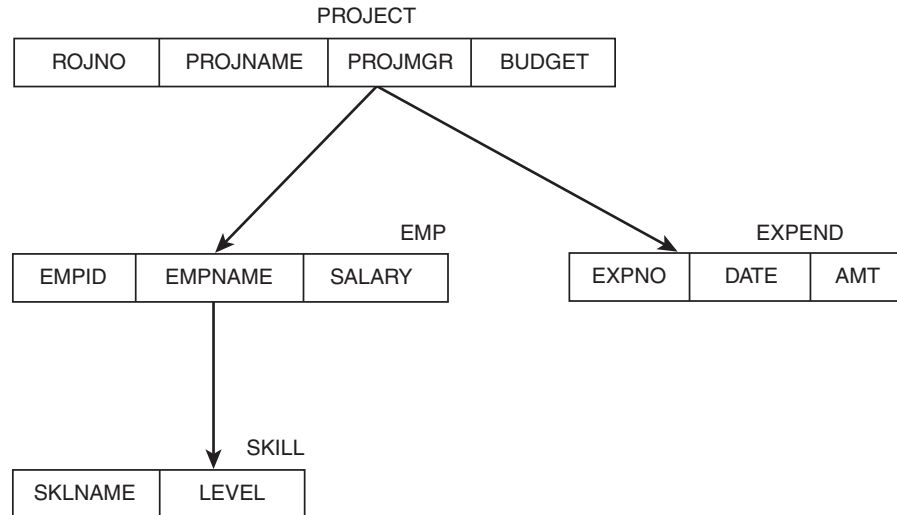 PROJECT
ROJNO PROJNAME PROJMGR BUDGET
EMP
EXPEND
EMPID EMPNAME SALARY
EXPNO DATE AMT
SKILL
SKLNAME LEVEL